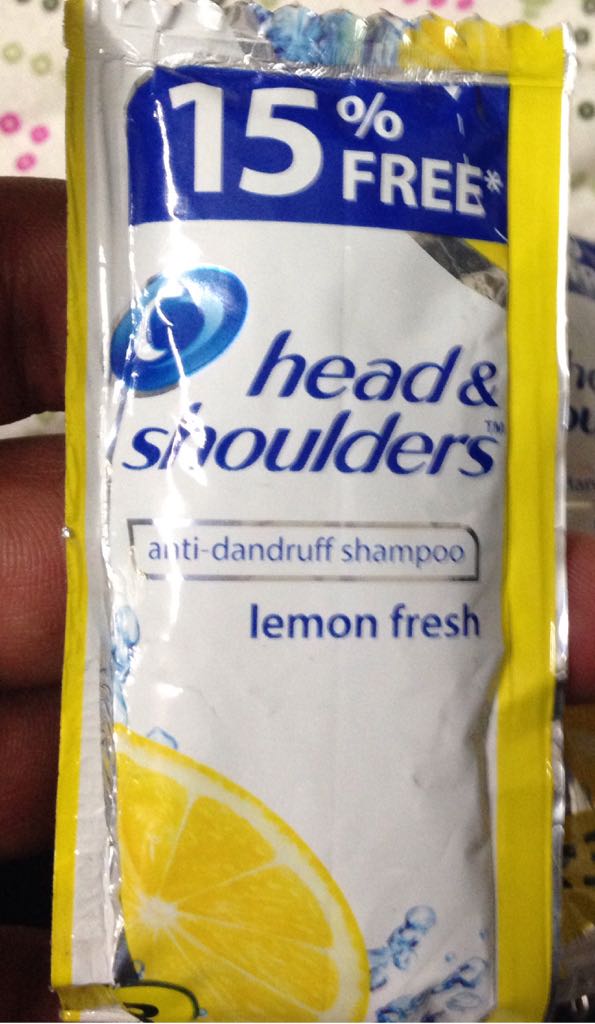 15%
FREE*
head &
shoulders™
anti-dandruff shampoo
lemon fresh